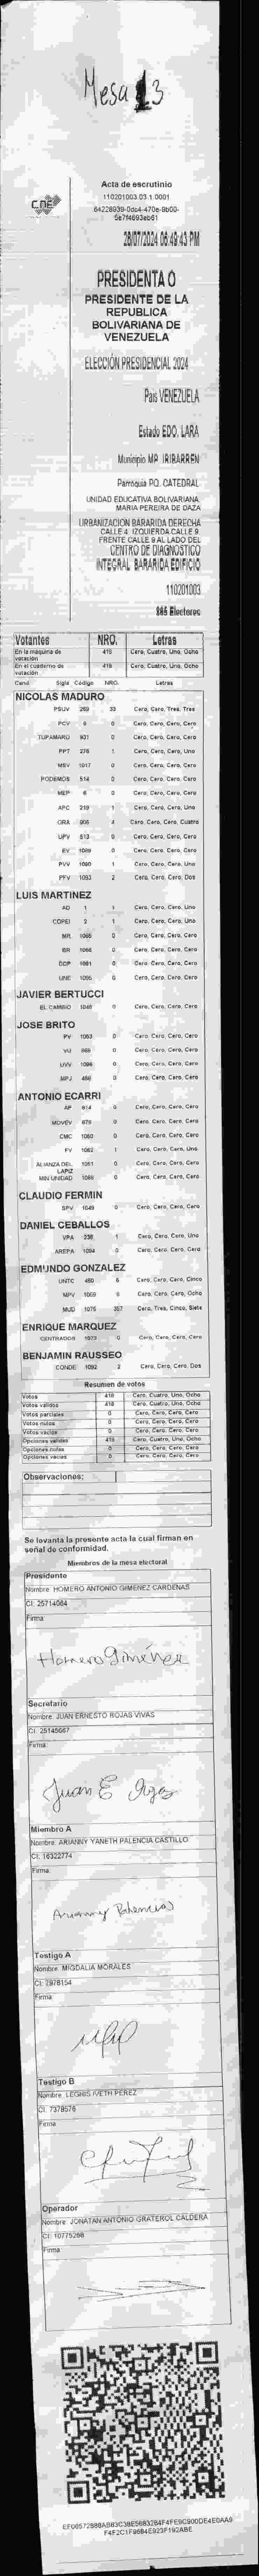 Mesa 13
Acta de escrutinio
CNE
110201003.03.1.0001
28/07/2024 06:49:43 PM
PRESIDENTA O
PRESIDENTE DE LA
REPUBLICA
BOLIVARIANA DE
VENEZUELA
ELECCIÓN PRESIDENCIAL 2024
País VENEZUELA
Estado EDO. LARA
Municipio MP. IRIBARREN
Parroquia PQ. CATEDRAL
UNIDAD EDUCATIVA BOLIVARIANA
MARIA PEREIRA DE DAZA
URBANIZACIÓN BARARIDA DERECHA
CALLE 4. IZQUIERDA CALLE 9.
FRENTE CALLE 9 AL LADO DEL
CENTRO DE DIAGNOSTICO
INTEGRAL BARARIDA EDIFICIO
110201003
885 Electores
Votantes NRO. Letras
En la maquina de votación 418 Cero, Cuatro, Uno, Ocho
En el cuaderno de votación 418 Cero, Cuatro, Uno, Ocho
Cand. Sigla Código NRO. Letras
NICOLAS MADURO
PSUV 269 33 Cero, Cero, Tres, Tres
PCV 9 0 Cero, Cero, Cero, Cero
TUPAMARO 931 0 Cero, Cero, Cero, Cero
PPT 276 1 Cero, Cero, Cero, Uno
MSV 1017 0 Cero, Cero, Cero, Cero
PODEMOS 514 0 Cero, Cero, Cero, Cero
MEP 6 0 Cero, Cero, Cero, Cero
APC 219 1 Cero, Cero, Cero, Uno
ORA 906 4 Cero, Cero, Cero, Cuatro
UPV 513 0 Cero, Cero, Cero, Cero
EV 1089 0 Cero, Cero, Cero, Cero
PVV 1090 1 Cero, Cero, Cero, Uno
PFV 1093 2 Cero, Cero, Cero, Dos
LUIS MARTINEZ
AD 1 1 Cero, Cero, Cero, Uno
COPEI 2 1 Cero, Cero, Cero, Uno
MR 1065 0 Cero, Cero, Cero, Cero
BR 1066 0 Cero, Cero, Cero, Cero
DDP 1081 0 Cero, Cero, Cero, Cero
UNE 1095 0 Cero, Cero, Cero, Cero
JAVIER BERTUCCI
EL CAMBIO 1048 0 Cero, Cero, Cero, Cero
JOSE BRITO
PV 1053 0 Cero, Cero, Cero, Cero
VU 968 0 Cero, Cero, Cero, Cero
UVV 1096 0 Cero, Cero, Cero, Cero
MPJ 456 0 Cero, Cero, Cero, Cero
ANTONIO ECARRI
AP 914 0 Cero, Cero, Cero, Cero
MOVEV 979 0 Cero, Cero, Cero, Cero
CMC 1050 0 Cero, Cero, Cero, Cero
FV 1062 1 Cero, Cero, Cero, Uno
ALIANZA DEL LAPIZ 1051 0 Cero, Cero, Cero, Cero
MIN UNIDAD 1056 0 Cero, Cero, Cero, Cero
CLAUDIO FERMIN
SPV 1049 0 Cero, Cero, Cero, Cero
DANIEL CEBALLOS
VPA 238 1 Cero, Cero, Cero, Uno
AREPA 1094 0 Cero, Cero, Cero, Cero
EDMUNDO GONZALEZ
UNTC 480 5 Cero, Cero, Cero, Cinco
MPV 1069 8 Cero, Cero, Cero, Ocho
MUD 1075 357 Cero, Tres, Cinco, Siete
ENRIQUE MARQUEZ
CENTRADOS 1073 0 Cero, Cero, Cero, Cero
BENJAMIN RAUSSEO
CONDE 1092 2 Cero, Cero, Cero, Dos
Resumen de votos
Votos 418 Cero, Cuatro, Uno, Ocho
Votos validos 418 Cero, Cuatro, Uno, Ocho
Votos parciales 0 Cero, Cero, Cero, Cero
Votos nulos 0 Cero, Cero, Cero, Cero
Votos vacíos 0 Cero, Cero, Cero, Cero
Opciones validas 418 Cero, Cuatro, Uno, Ocho
Opciones nulas 0 Cero, Cero, Cero, Cero
Opciones vacías 0 Cero, Cero, Cero, Cero
Observaciones:
Se levanta la presente acta la cual firman en
señal de conformidad.
Miembros de la mesa electoral
Presidente
Nombre: HOMERO ANTONIO GIMENEZ CARDENAS
CI: 25714064
Firma:
Homero Giménez
Secretario
Nombre: JUAN ERNESTO ROJAS VIVAS
CI: 25145667
Firma:
Juan E Rojas
Miembro A
Nombre: ARIANNY YANETH PALENCIA CASTILLO
CI: 16322774
Firma:
Arianny Palencia
Testigo A
Nombre: MIGDALIA MORALES
CI: 7978154
Firma:
Testigo B
Nombre: LEGNIS IVETH PEREZ
CI: 7378576
Firma:
Operador
Nombre: JONATAN ANTONIO GRATEROL CALDERA
CI: 10775268
Firma: